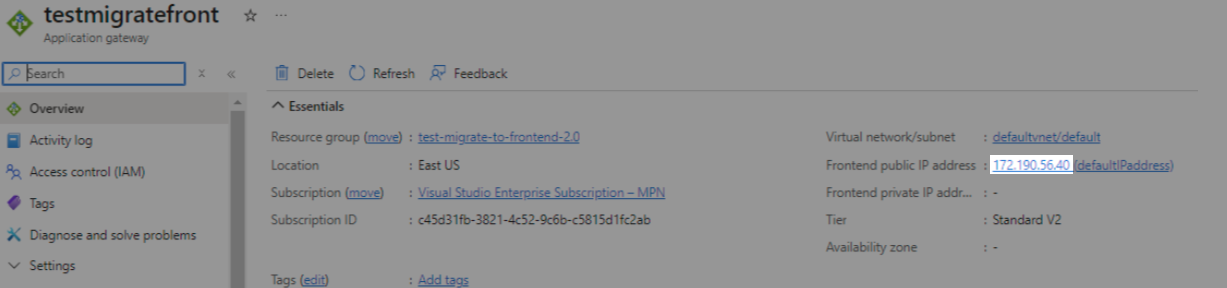 testmigratefront ☆ ...
Application gateway
Search
Delete Refresh Feedback
Overview
Essentials
Activity log
Resource group (move) : test-migrate-to-frontend-2.0
Virtual network/subnet : defaultvnet/default
Access control (IAM)
Location : East US
Frontend public IP address : 172.190.56.40 (defaultIPaddress)
Tags
Subscription (move) : Visual Studio Enterprise Subscription – MPN
Frontend private IP addr... : -
Diagnose and solve problems
Subscription ID : c45d31fb-3821-4c52-9c6b-c5815d1fc2ab
Tier : Standard V2
Settings
Availability zone : -
Tags (edit) : Add tags